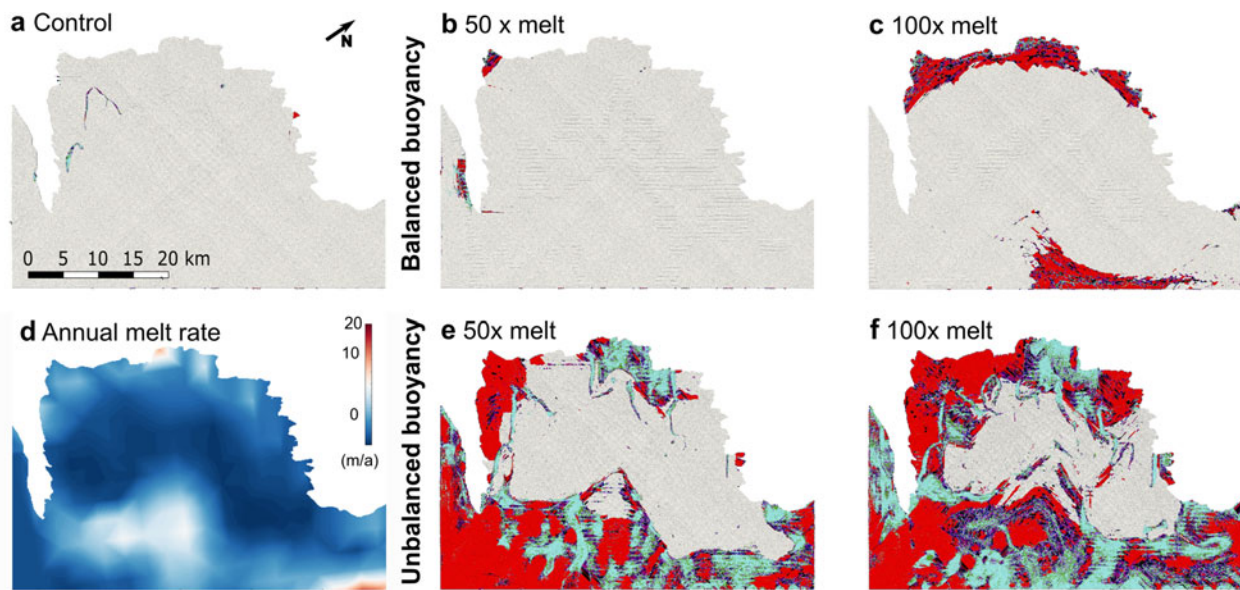 a Control
N
0 5 10 15 20 km
Balanced buoyancy
b 50 x melt
c 100x melt
d Annual melt rate
20
10
0
(m/a)
Unbalanced buoyancy
e 50x melt
f 100x melt